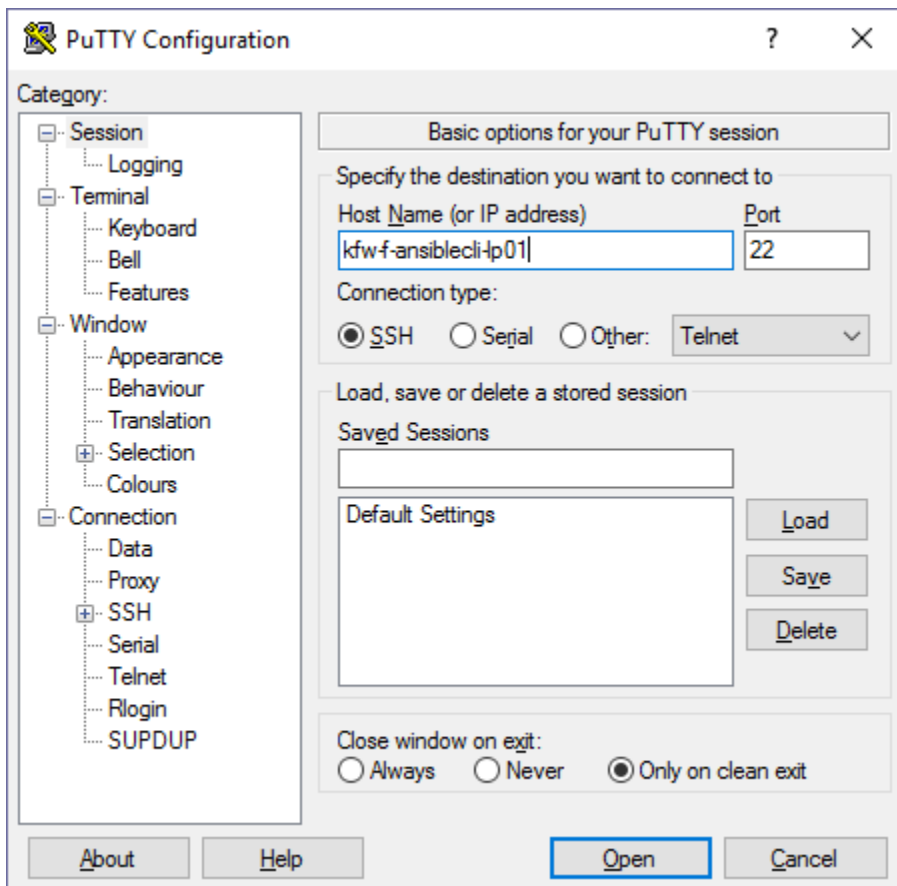 PuTTY Configuration
?
Category:
Session
Logging
Terminal
Keyboard
Bell
Features
Window
Appearance
Behaviour
Translation
Selection
Colours
Connection
Data
Proxy
SSH
Serial
Telnet
Rlogin
SUPDUP
Basic options for your PuTTY session
Specify the destination you want to connect to
Host Name (or IP address) Port
kfw-f-ansiblecli-lp01 22
Connection type:
SSH Serial Other: Telnet
Load, save or delete a stored session
Saved Sessions
Default Settings
Load
Save
Delete
Close window on exit:
Always Never Only on clean exit
About Help Open Cancel